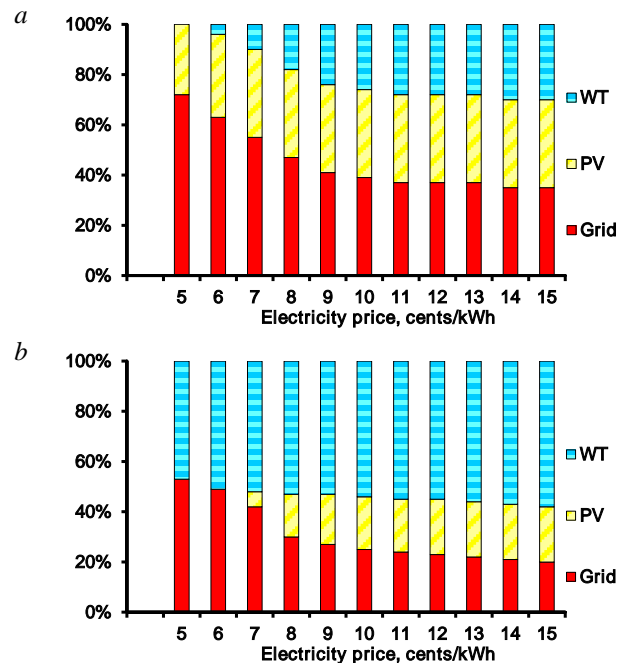 a
100%
80%
60%
40%
20%
0%
WT
PV
Grid
5 6 7 8 9 10 11 12 13 14 15
Electricity price, cents/kWh
b
100%
80%
60%
40%
20%
0%
WT
PV
Grid
5 6 7 8 9 10 11 12 13 14 15
Electricity price, cents/kWh